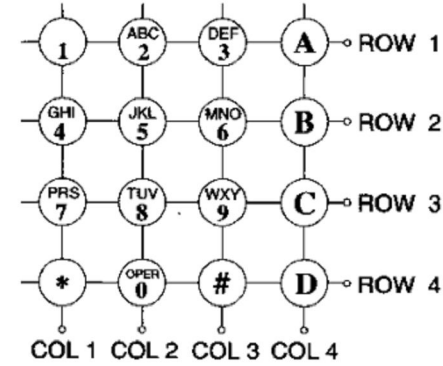 1 ABC 2 DEF 3 A ROW 1
GHI 4 JKL 5 MNO 6 B ROW 2
PRS 7 TUV 8 WXY 9 C ROW 3
* OPER 0 # D ROW 4
COL 1 COL 2 COL 3 COL 4